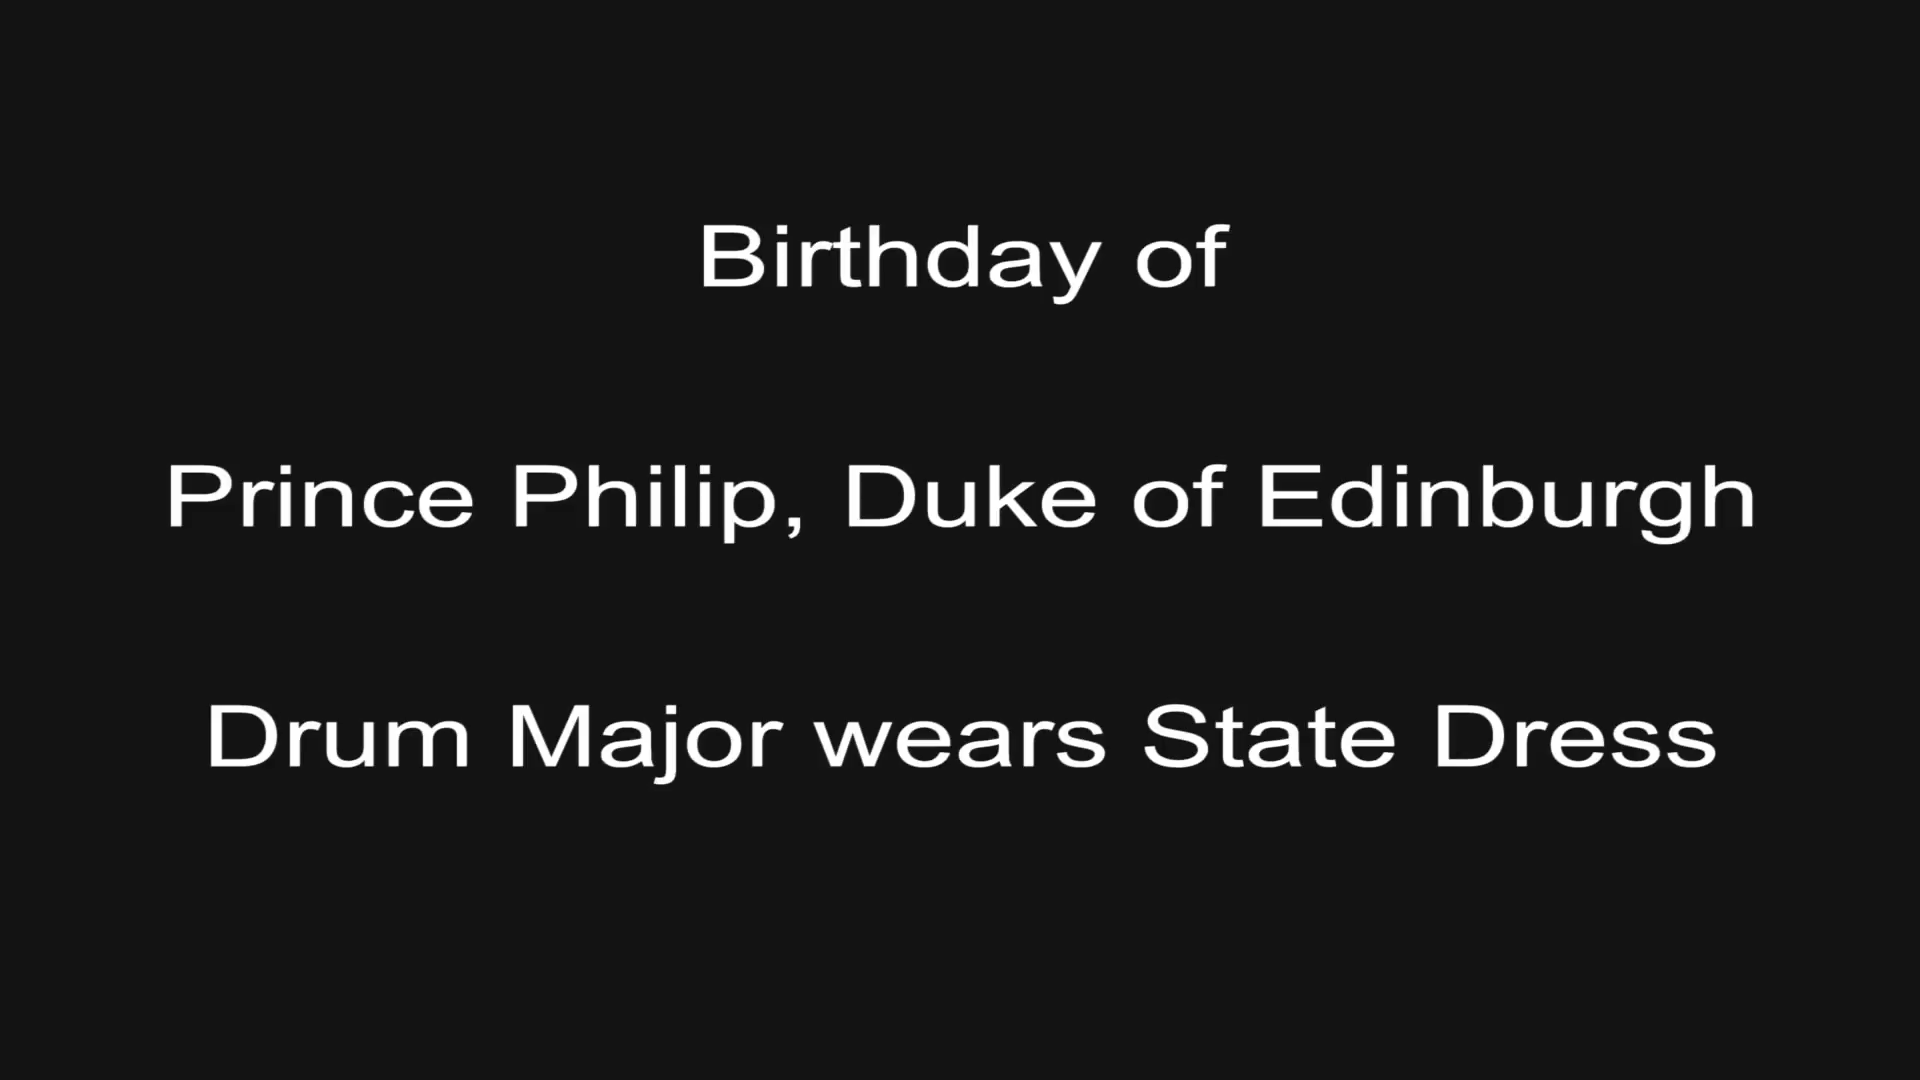 Birthday of
Prince Philip, Duke of Edinburgh
Drum Major wears State Dress